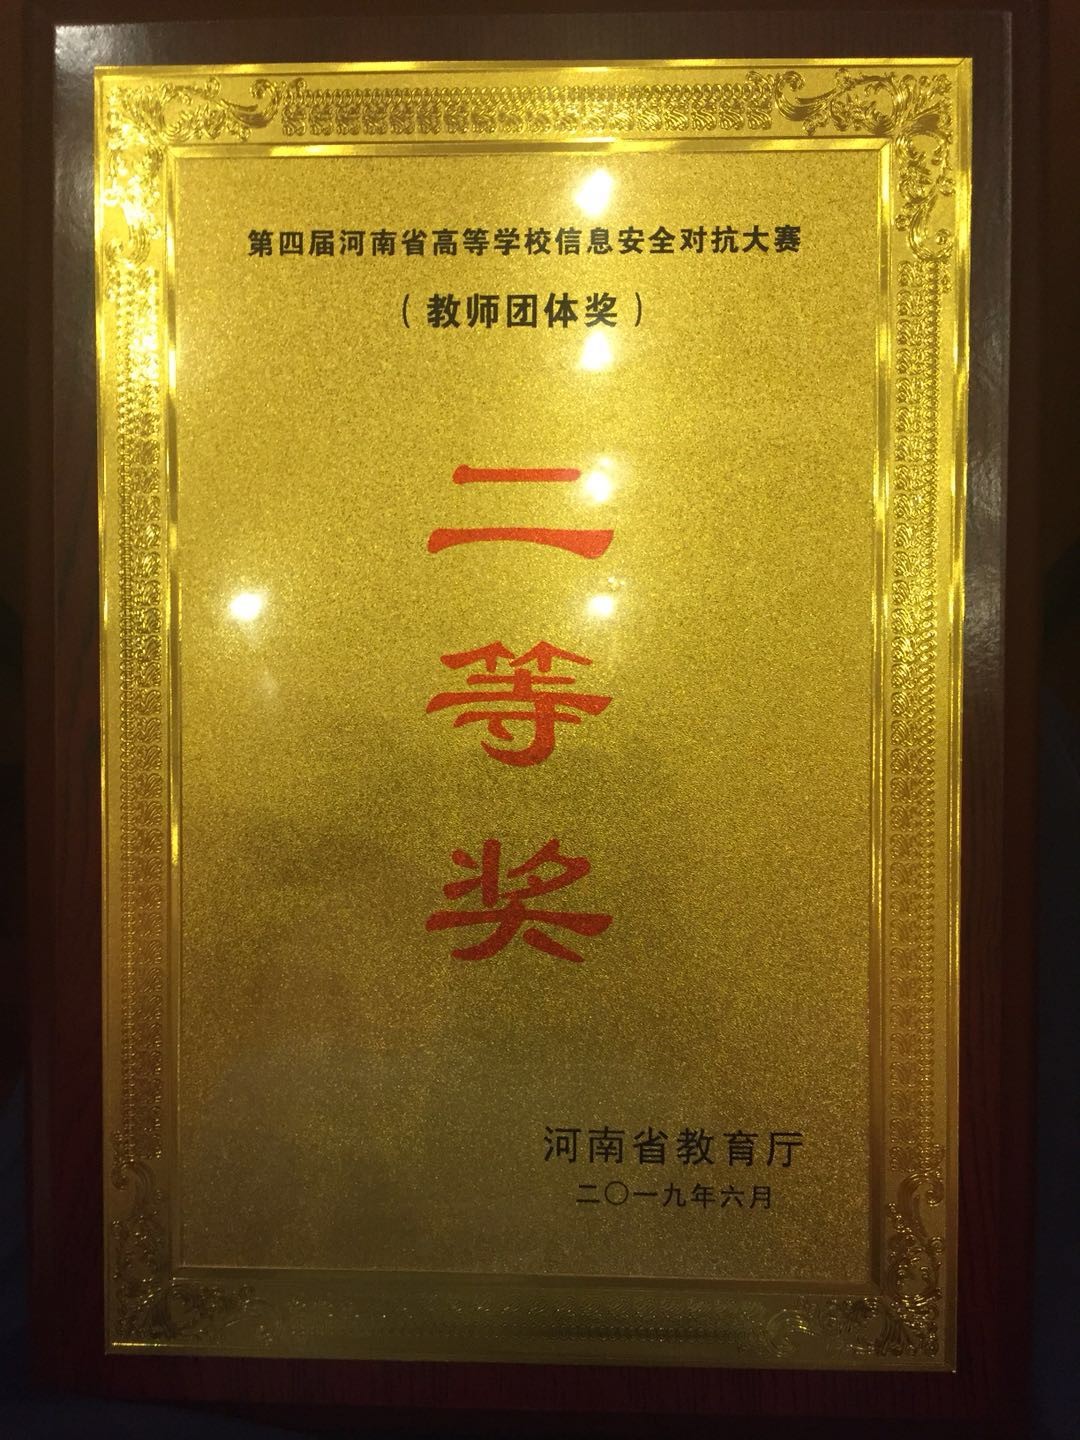 第四届河南省高等学校信息安全对抗大赛
（教师团体奖）
二
等
奖
河南省教育厅
二〇一九年六月